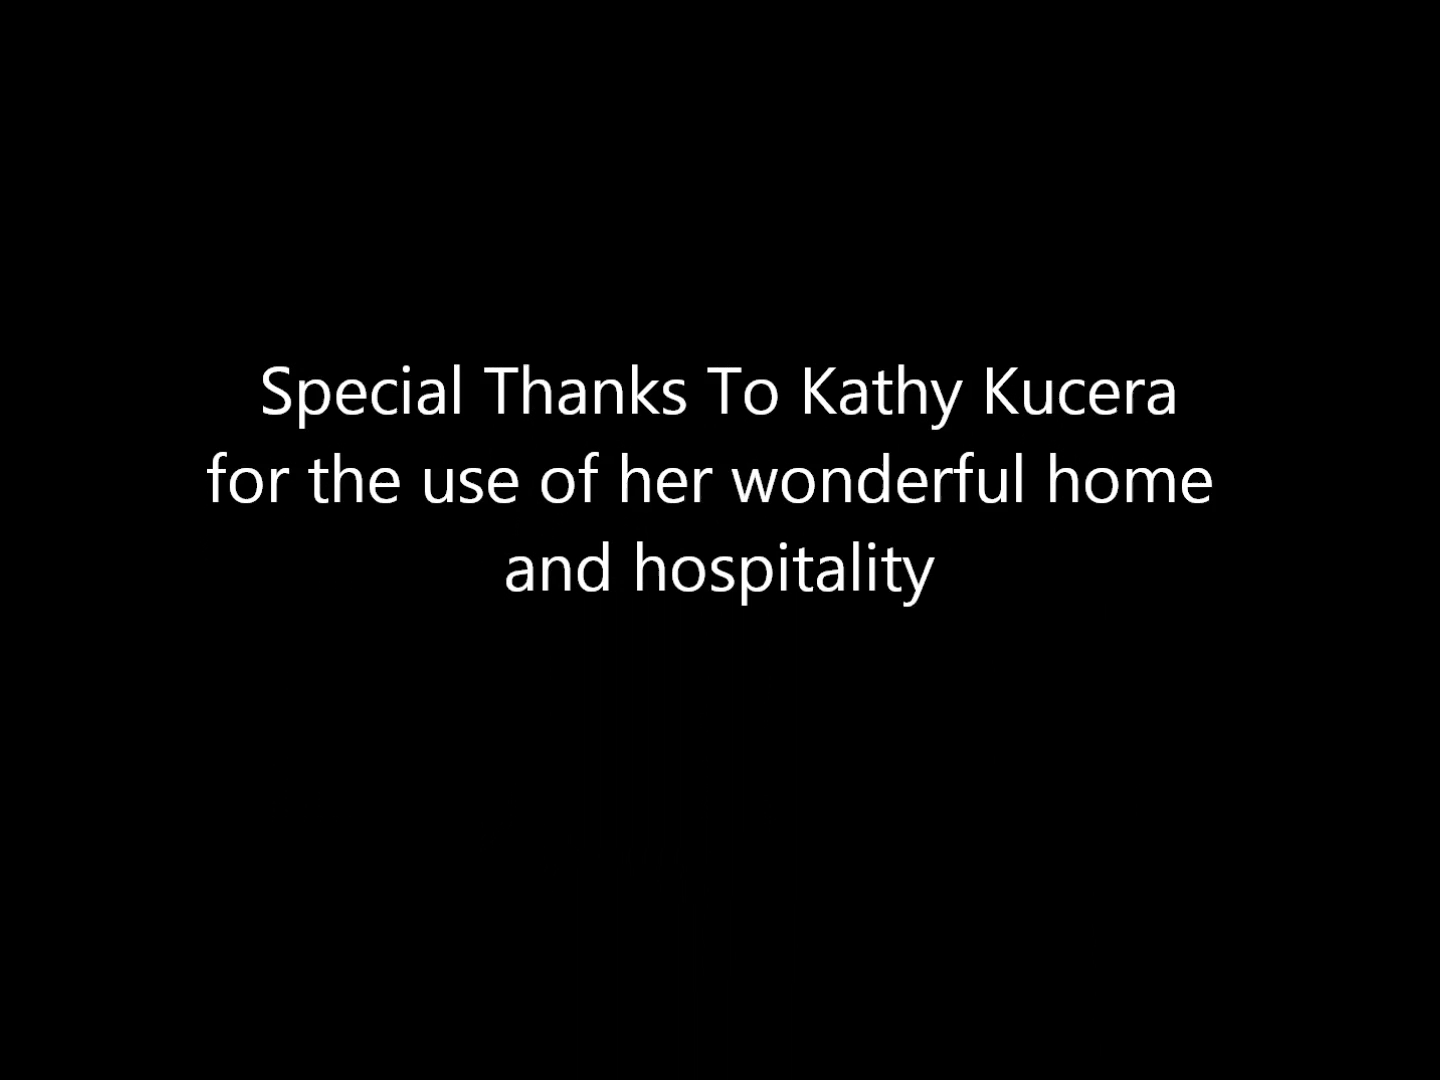 Special Thanks To Kathy Kucera
for the use of her wonderful home
and hospitality